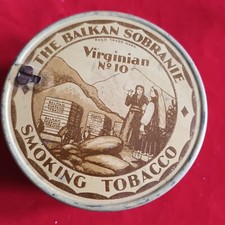 THE BALKAN SOBRANIE
Virginian
No 10
SMOKING TOBACCO